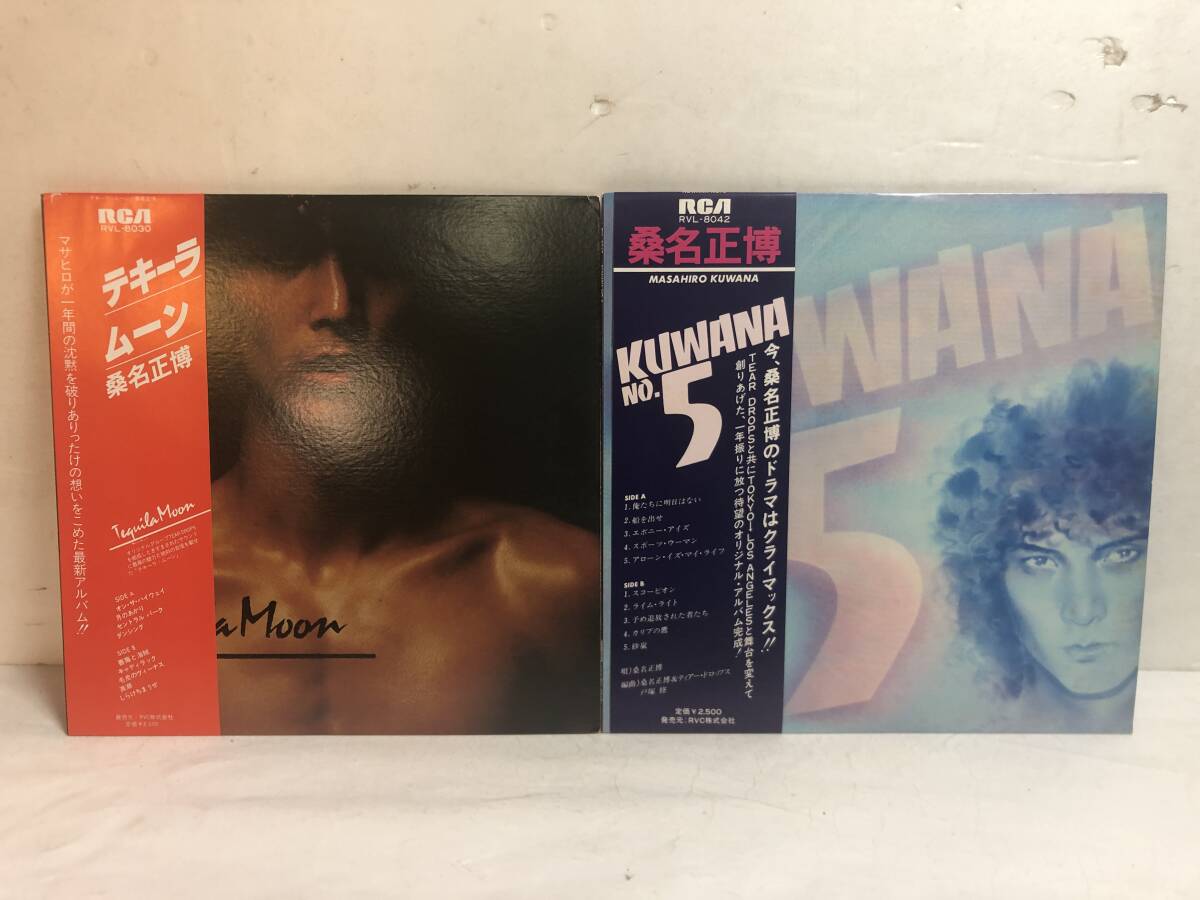 RCA
RVL-8030
テキーラ
ムーン
桑名正博
マサヒロが一年間の沈黙を破りありったけの想いをこめた最新アルバム!!
Tequila Moon
SIDE A
オン・ザ・ハイウェイ
月のあかり
セントラル パーク
ダンシング
SIDE B
薔薇と海賊
キャディラック
毛皮のヴィーナス
哀愁
しらけちまうぜ
発売元:RVC株式会社
定価¥2,500
a Moon
RCA
RVL-8042
桑名正博
MASAHIRO KUWANA
KUWANA
NO.5
今、桑名正博のドラマはクライマックス!!
TEAR DROPSと共にTOKYO〜LOS ANGELESと舞台を変えて
創りあげた、一年振りに放つ待望のオリジナル・アルバム完成!
SIDE A
1. 俺たちに明日はない
2. 船を出せ
3. エボニー・アイズ
4. スポーツ・ウーマン
5. アローン・イズ・マイ・ライフ
SIDE B
1. スコーピオン
2. ライム・ライト
3. 予め追放された者たち
4. カリブの鷹
5. 砂嵐
唄)桑名正博
編曲)桑名正博&ティアー・ドロップス
戸塚 修
定価¥2,500
発売元:RVC株式会社
WANA
5